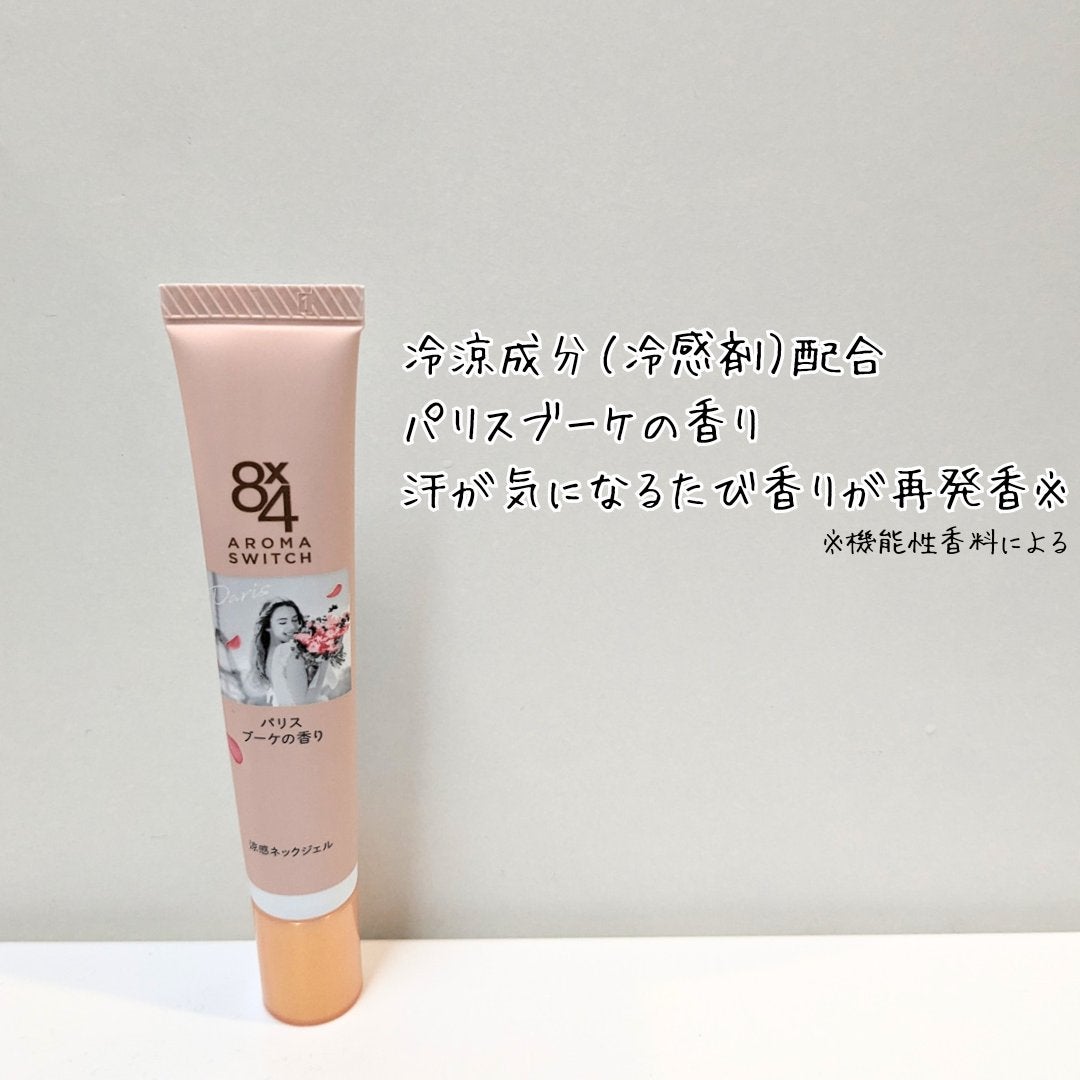 冷涼成分(冷感剤)配合
パリスブーケの香り
汗が気になるたび香りが再発香※
※機能性香料による
8x4
AROMA
SWITCH
Paris
パリス
ブーケの香り
涼感ネックジェル